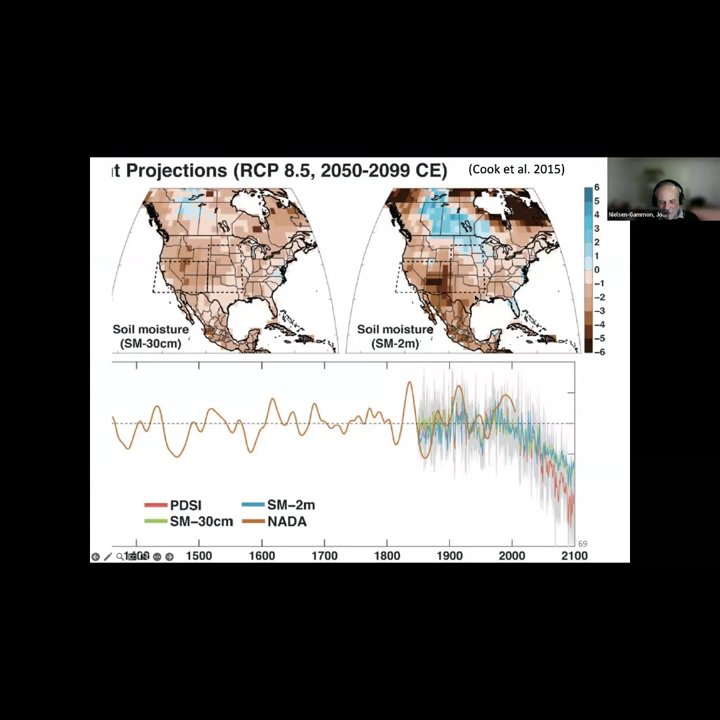 t Projections (RCP 8.5, 2050-2099 CE)
(Cook et al. 2015)
Nielsen-Gammon, Jo...
6
5
4
3
2
1
0
−1
−2
−3
−4
−5
−6
Soil moisture
(SM-30cm)
Soil moisture
(SM-2m)
PDSI
SM−2m
SM−30cm
NADA
69
1400
1500
1600
1700
1800
1900
2000
2100